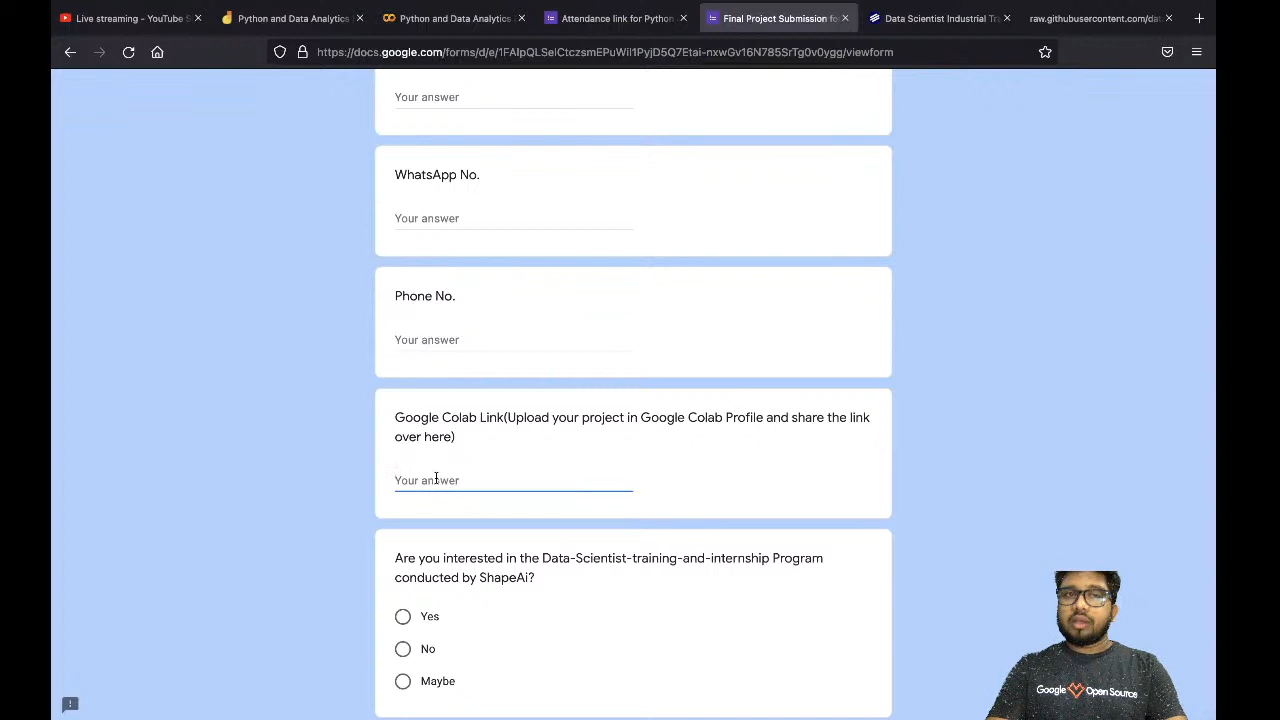 Live streaming - YouTube S
Python and Data Analytics
Python and Data Analytics
Attendance link for Python
Final Project Submission fo
Data Scientist Industrial Tr
raw.githubusercontent.com/dat
https://docs.google.com/forms/d/e/1FAIpQLSeiCtczsmEPuWil1PyjD5Q7Etai-nxwGv16N785SrTg0v0ygg/viewform
Your answer
WhatsApp No.
Your answer
Phone No.
Your answer
Google Colab Link(Upload your project in Google Colab Profile and share the link
over here)
Your answer
Are you interested in the Data-Scientist-training-and-internship Program
conducted by ShapeAi?
Yes
No
Maybe
Google Open Source